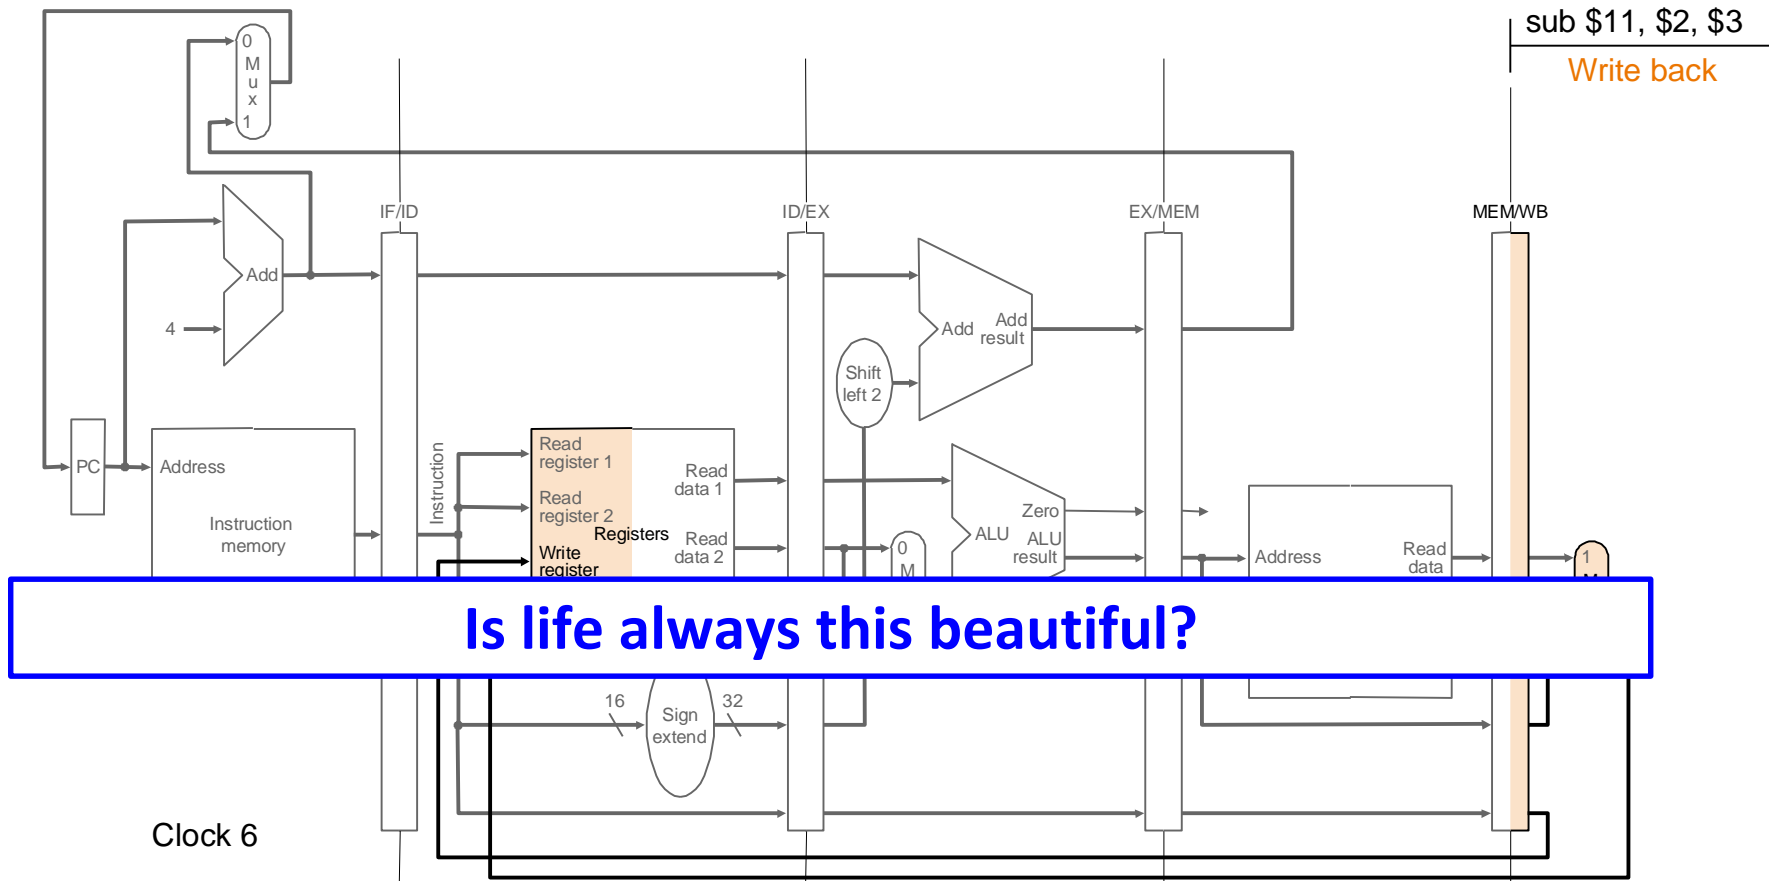 sub $11, $2, $3
Write back
0
M
u
x
1
IF/ID
ID/EX
EX/MEM
MEM/WB
Add
4
Add
Add
result
Shift
left 2
PC
Address
Instruction
memory
Instruction
Read
register 1
Read
register 2
Registers
Write
register
Read
data 1
Read
data 2
0
M
Zero
ALU
ALU
result
Address
Read
data
1
Is life always this beautiful?
16
Sign
extend
32
Clock 6